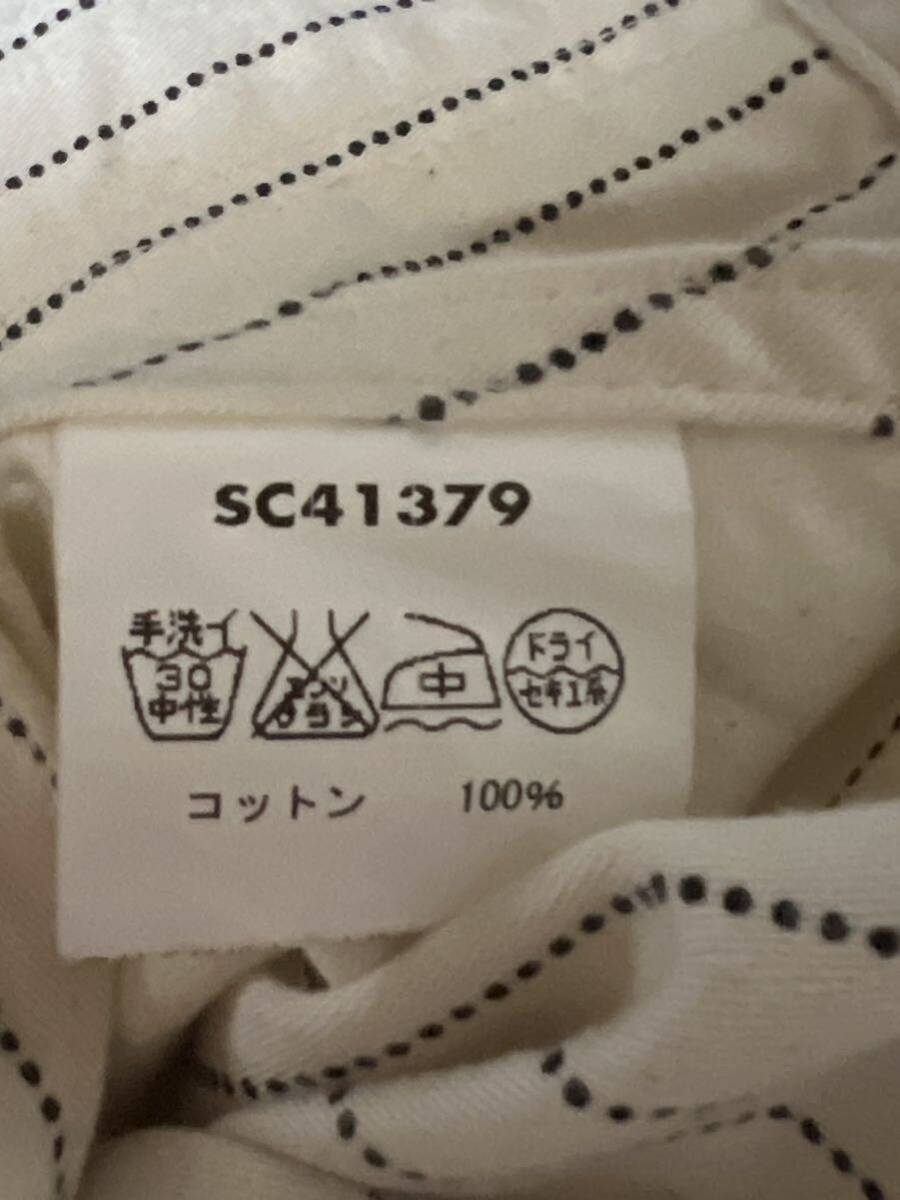 SC41379
手洗イ
30
中性
エンソ
サラシ
中
ドライ
セキユ系
コットン 100%